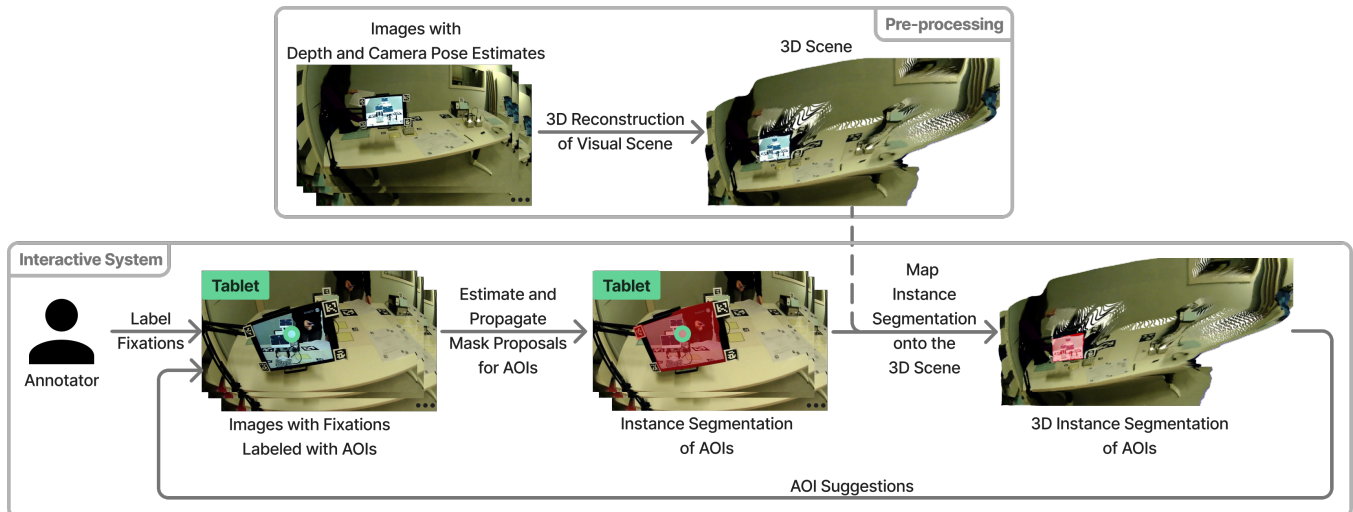 Pre-processing
Images with
Depth and Camera Pose Estimates
3D Scene
3D Reconstruction
of Visual Scene
Interactive System
Annotator
Label
Fixations
Tablet
Images with Fixations
Labeled with AOIs
Estimate and
Propagate
Mask Proposals
for AOIs
Tablet
Instance Segmentation
of AOIs
Map
Instance
Segmentation
onto the
3D Scene
3D Instance Segmentation
of AOIs
AOI Suggestions